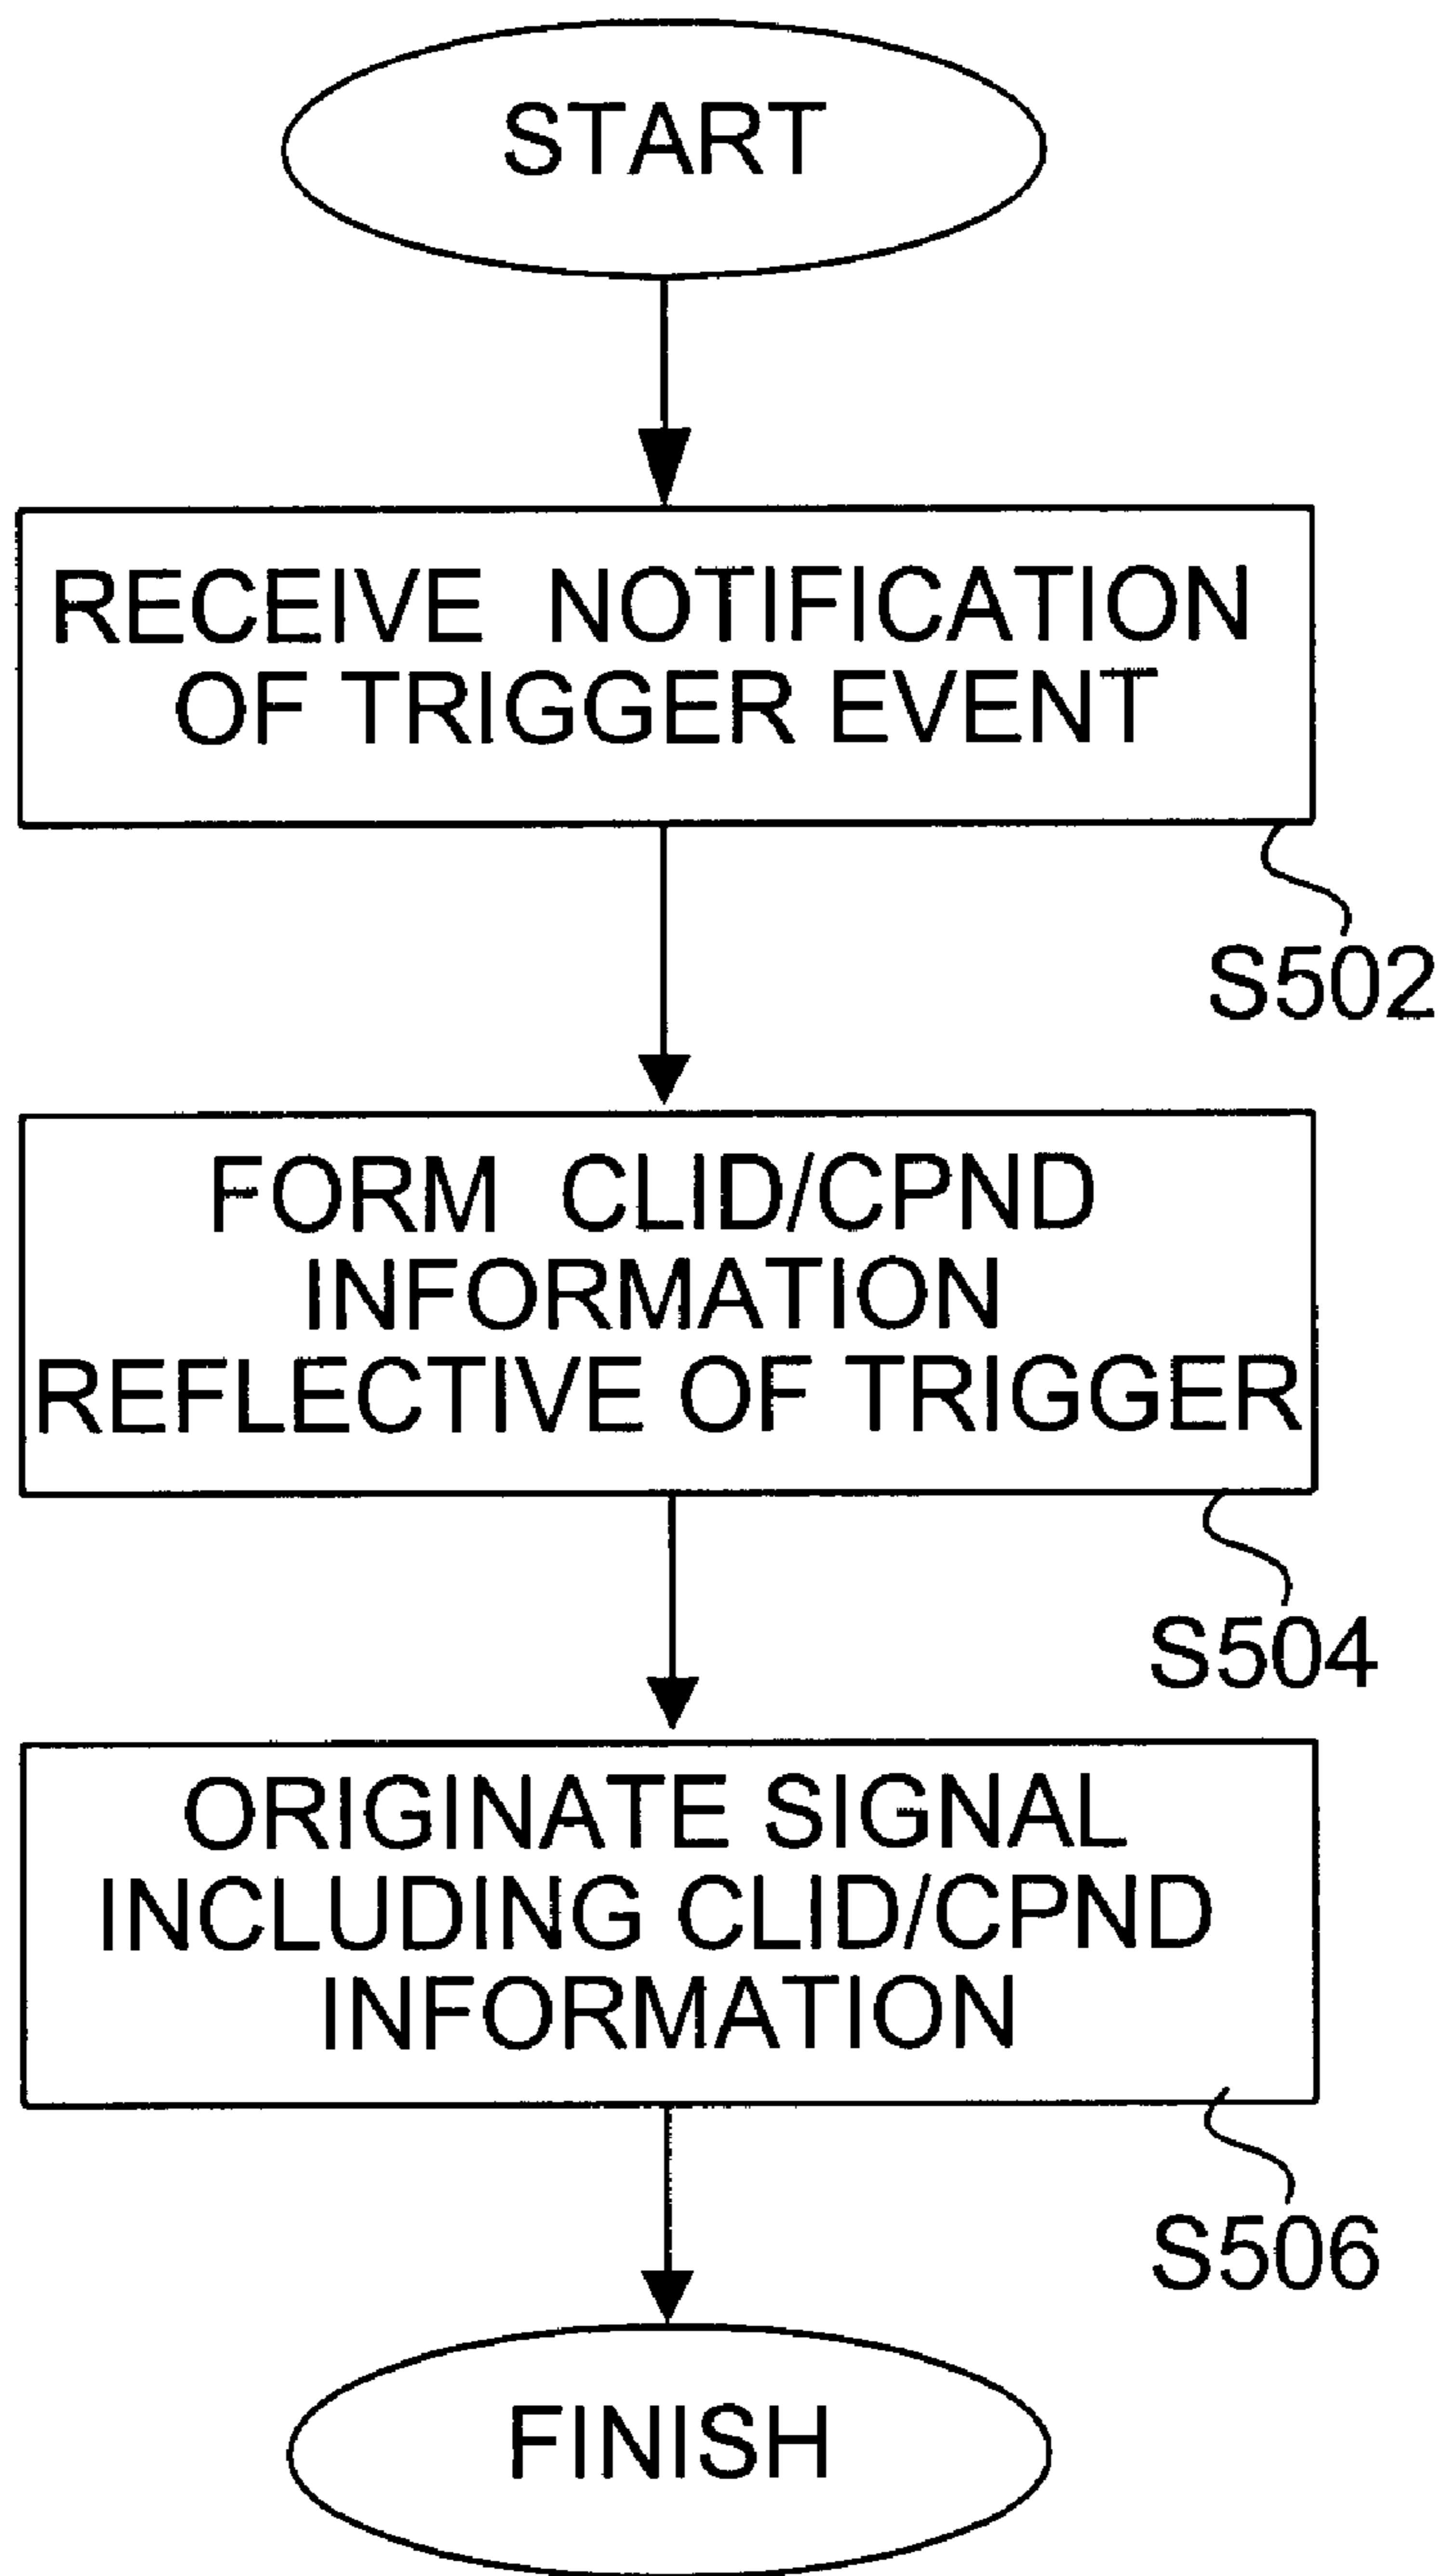 START
RECEIVE NOTIFICATION
OF TRIGGER EVENT
S502
FORM CLID/CPND
INFORMATION
REFLECTIVE OF TRIGGER
S504
ORIGINATE SIGNAL
INCLUDING CLID/CPND
INFORMATION
S506
FINISH